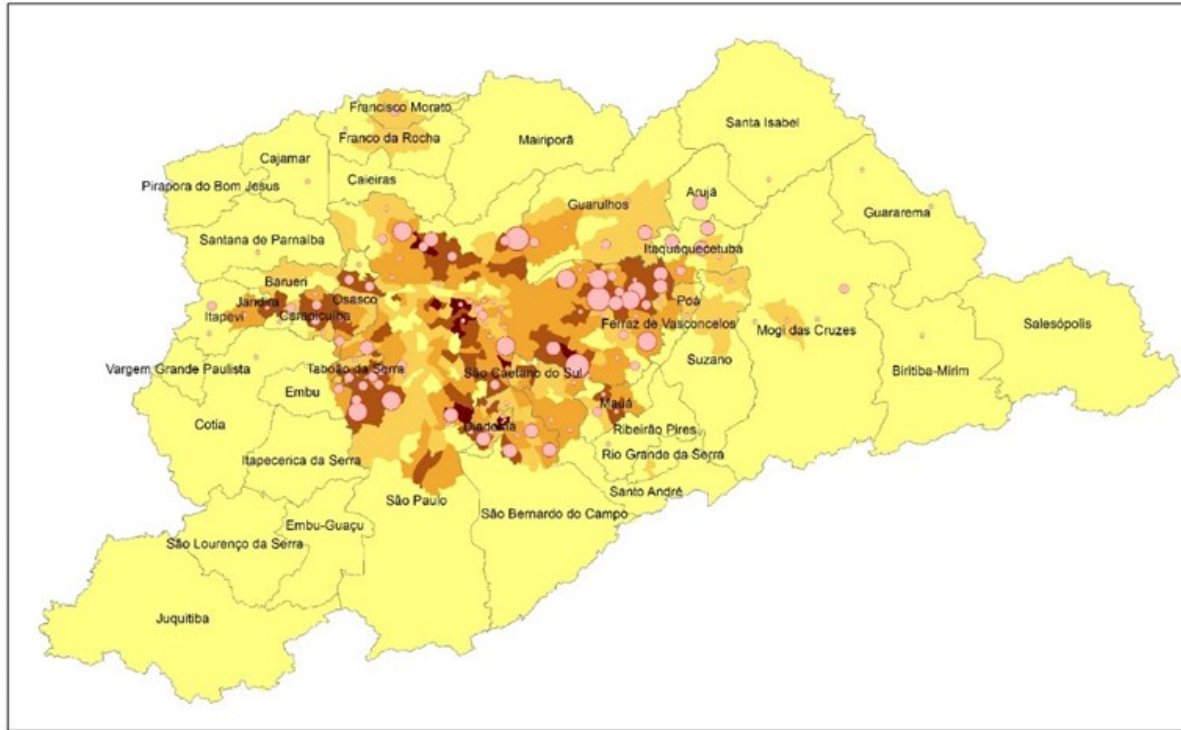 Francisco Morato
Santa Isabel
Franco da Rocha
Mairiporã
Cajamar
Pirapora do Bom Jesus
Caieiras
Arujá
Guarulhos
Guararema
Santana de Parnaíba
Itaquaquecetuba
Barueri
Jandira
Osasco
Poá
Itapevi
Carapicuíba
Ferraz de Vasconcelos
Mogi das Cruzes
Salesópolis
Suzano
Vargem Grande Paulista
Taboão da Serra
São Caetano do Sul
Biritiba-Mirim
Embu
Mauá
Cotia
Diadema
Ribeirão Pires
Itapecerica da Serra
Rio Grande da Serra
Santo André
São Paulo
São Bernardo do Campo
Embu-Guaçu
São Lourenço da Serra
Juquitiba